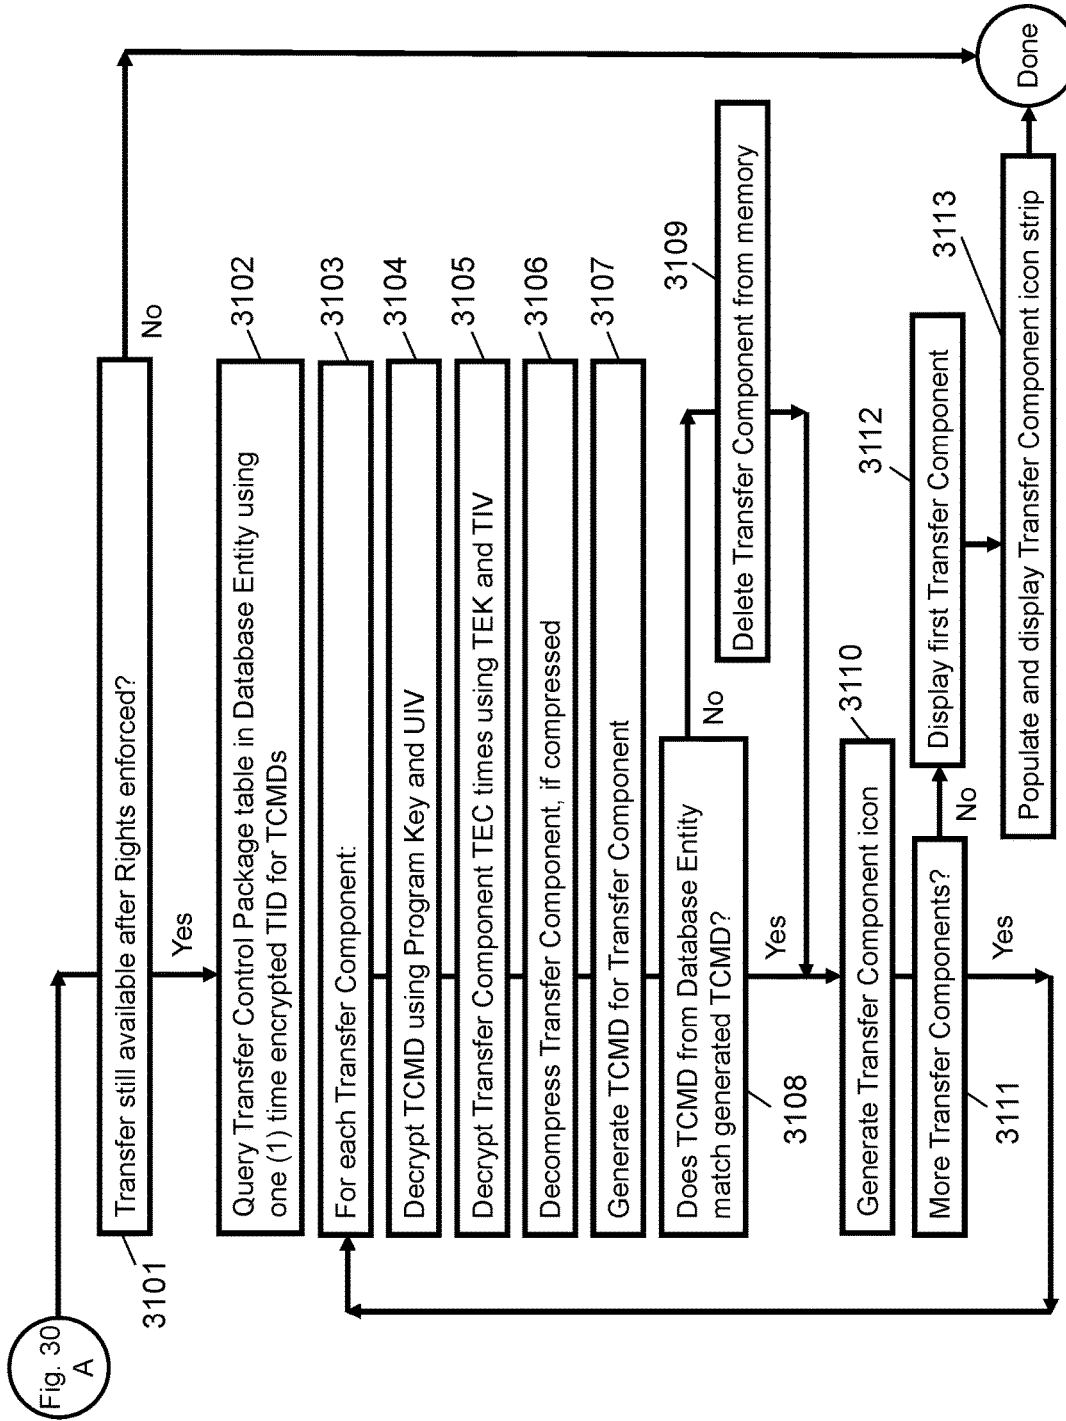 Fig. 30
A
3101
Transfer still available after Rights enforced?
No
Yes
3102
Query Transfer Control Package table in Database Entity using
one (1) time encrypted TID for TCMDs
3103
For each Transfer Component:
3104
Decrypt TCMD using Program Key and UIV
3105
Decrypt Transfer Component TEC times using TEK and TIV
3106
Decompress Transfer Component, if compressed
3107
Generate TCMD for Transfer Component
3108
Does TCMD from Database Entity
match generated TCMD?
No
Yes
3109
Delete Transfer Component from memory
3110
Generate Transfer Component icon
3111
More Transfer Components?
No
Yes
3112
Display first Transfer Component
3113
Populate and display Transfer Component icon strip
Done